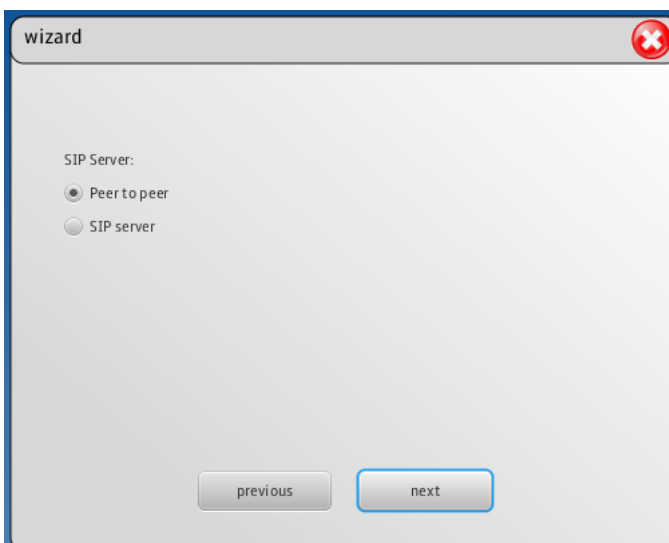 wizard
SIP Server:
Peer to peer
SIP server
previous
next